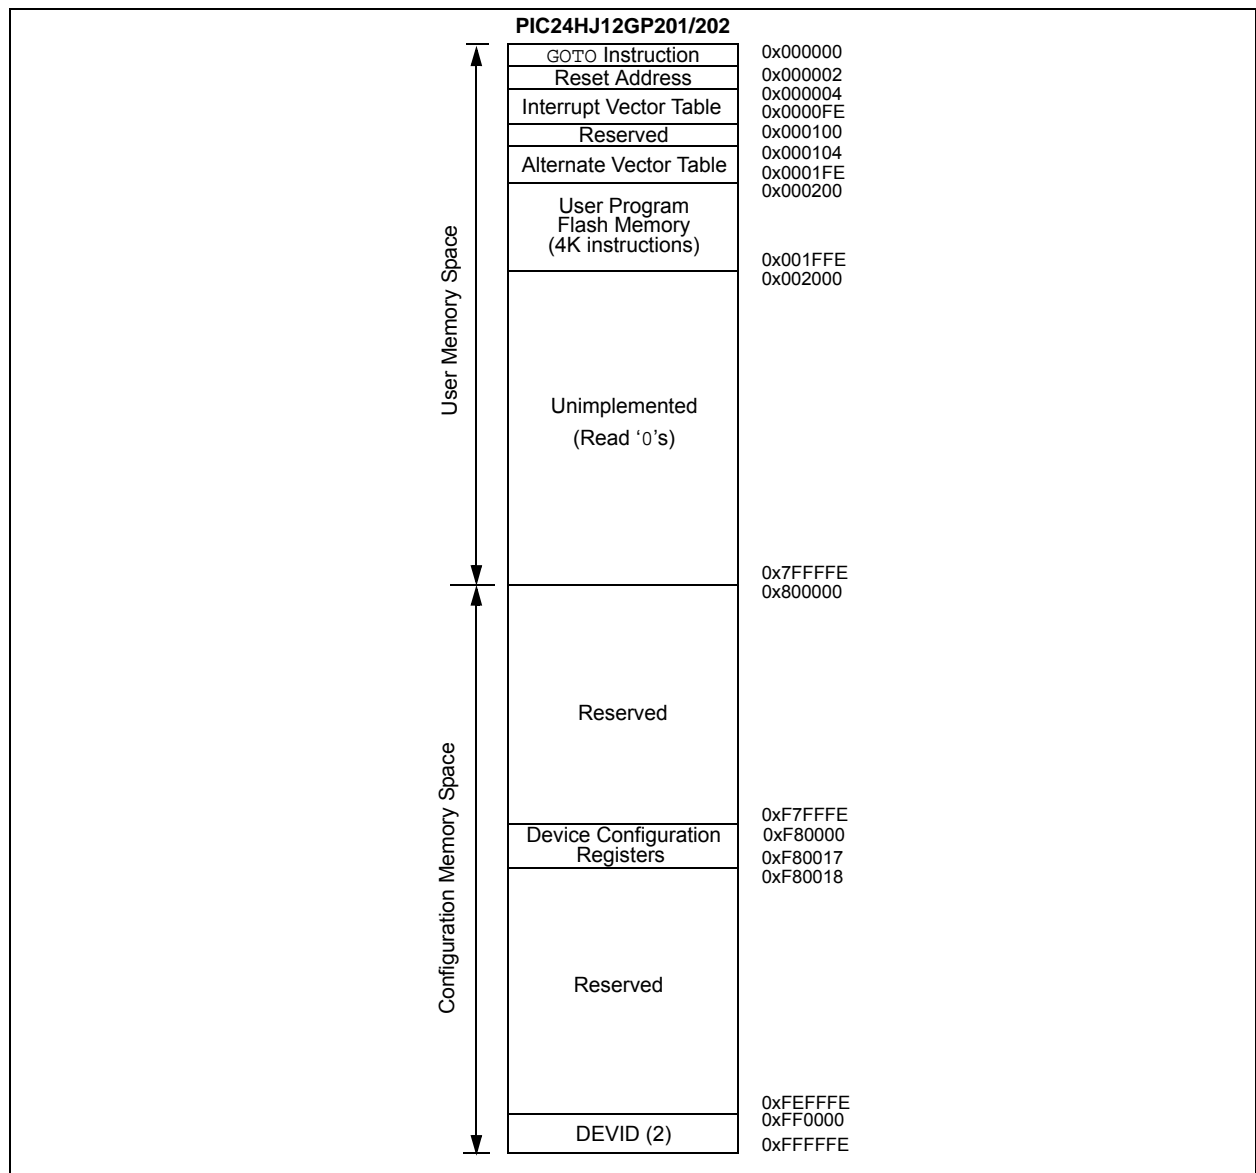 PIC24HJ12GP201/202
GOTO Instruction
0x000000
Reset Address
0x000002
Interrupt Vector Table
0x000004
0x0000FE
Reserved
0x000100
Alternate Vector Table
0x000104
0x0001FE
0x000200
User Program
Flash Memory
(4K instructions)
0x001FFE
0x002000
User Memory Space
Unimplemented
(Read ‘0’s)
0x7FFFFE
0x800000
Reserved
Configuration Memory Space
0xF7FFFE
Device Configuration
Registers
0xF80000
0xF80017
0xF80018
Reserved
0xFEFFFE
0xFF0000
DEVID (2)
0xFFFFFE